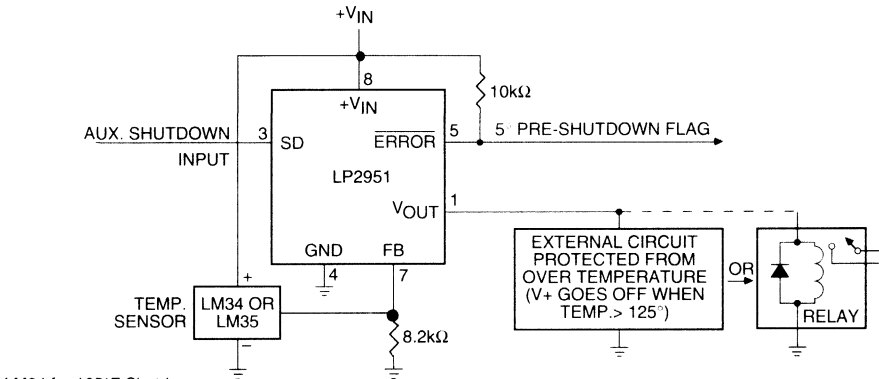 +VIN
8
+VIN
10kΩ
AUX. SHUTDOWN
INPUT
3
SD
ERROR
5
5° PRE-SHUTDOWN FLAG
LP2951
VOUT
1
GND
FB
4
7
EXTERNAL CIRCUIT
PROTECTED FROM
OVER TEMPERATURE
(V+ GOES OFF WHEN
TEMP.> 125°)
OR
RELAY
+
TEMP.
SENSOR
LM34 OR
LM35
–
8.2kΩ